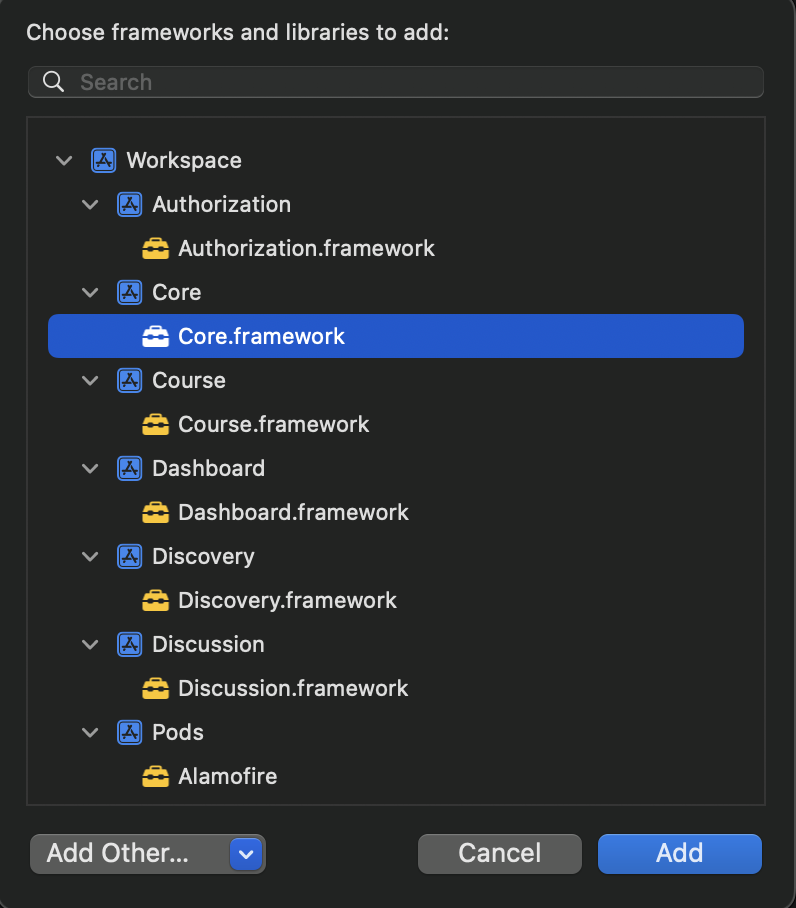 Choose frameworks and libraries to add:
Search
Workspace
Authorization
Authorization.framework
Core
Core.framework
Course
Course.framework
Dashboard
Dashboard.framework
Discovery
Discovery.framework
Discussion
Discussion.framework
Pods
Alamofire
Add Other...
Cancel
Add